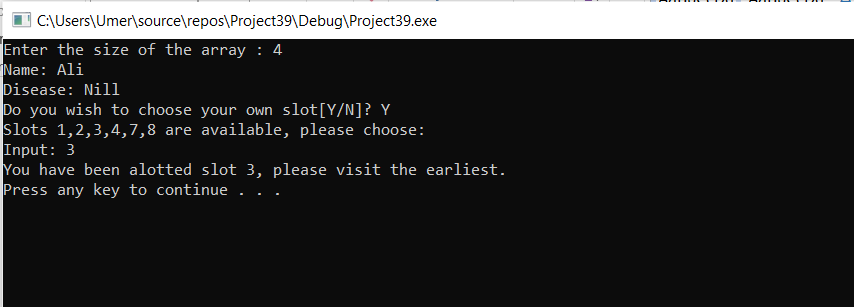 C:\Users\Umer\source\repos\Project39\Debug\Project39.exe
Enter the size of the array : 4
Name: Ali
Disease: Nill
Do you wish to choose your own slot[Y/N]? Y
Slots 1,2,3,4,7,8 are available, please choose:
Input: 3
You have been alotted slot 3, please visit the earliest.
Press any key to continue . . .